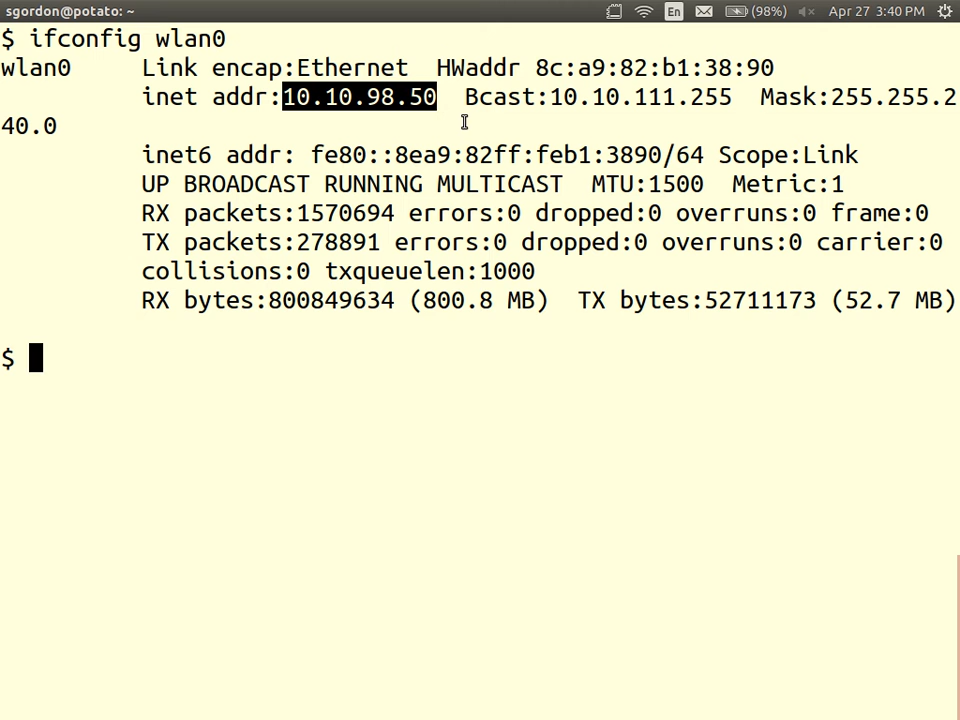 sgordon@potato: ~ En (98%) Apr 27 3:40 PM
$ ifconfig wlan0
wlan0 Link encap:Ethernet HWaddr 8c:a9:82:b1:38:90
inet addr:10.10.98.50 Bcast:10.10.111.255 Mask:255.255.2
40.0
inet6 addr: fe80::8ea9:82ff:feb1:3890/64 Scope:Link
UP BROADCAST RUNNING MULTICAST MTU:1500 Metric:1
RX packets:1570694 errors:0 dropped:0 overruns:0 frame:0
TX packets:278891 errors:0 dropped:0 overruns:0 carrier:0
collisions:0 txqueuelen:1000
RX bytes:800849634 (800.8 MB) TX bytes:52711173 (52.7 MB)
$